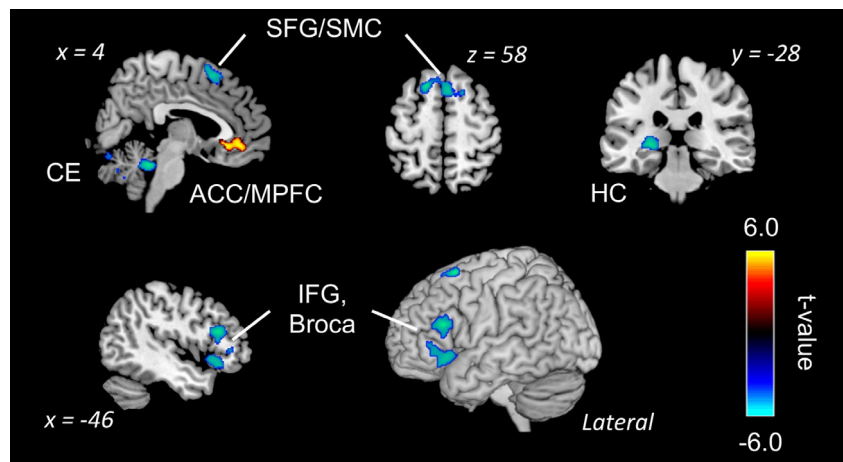 SFG/SMC
x = 4
z = 58
y = -28
CE
ACC/MPFC
HC
6.0
t-value
-6.0
IFG,
Broca
x = -46
Lateral